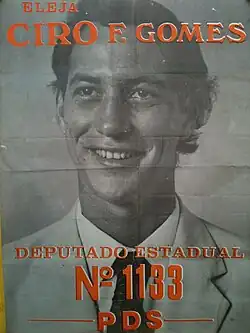 ELEJA
CIRO F. GOMES
DEPUTADO ESTADUAL
Nº 1133
PDS